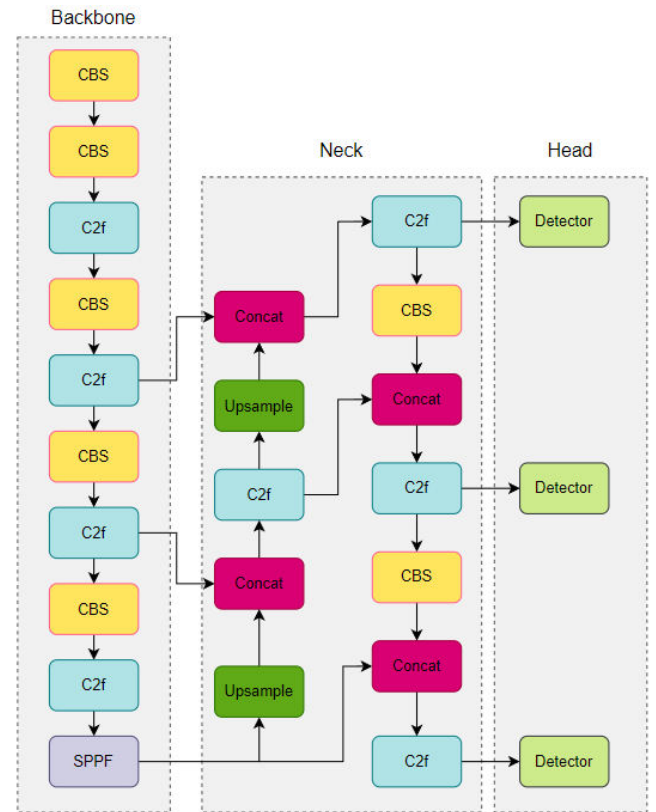 Backbone
CBS
CBS
C2f
CBS
C2f
CBS
C2f
CBS
C2f
SPPF
Neck
Concat
Upsample
C2f
Concat
Upsample
C2f
CBS
Concat
C2f
CBS
Concat
C2f
Head
Detector
Detector
Detector